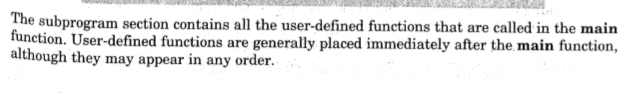 The subprogram section contains all the user-defined functions that are called in the main
function. User-defined functions are generally placed immediately after the main function,
although they may appear in any order.